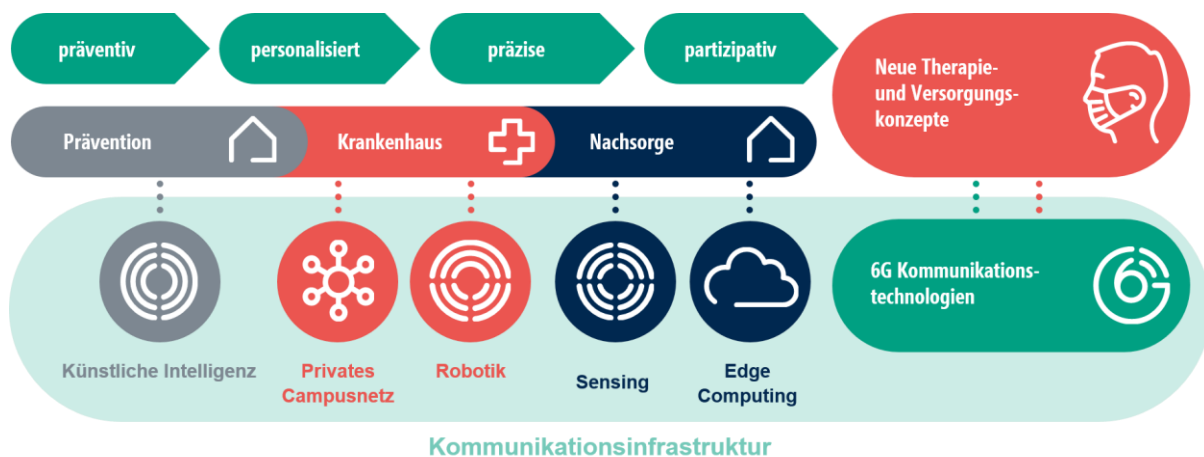 präventiv
personalisiert
präzise
partizipativ
Neue Therapie-
und Versorgungs-
konzepte
Prävention
Krankenhaus
Nachsorge
6G Kommunikations-
technologien
6G
Künstliche Intelligenz
Privates
Campusnetz
Robotik
Sensing
Edge
Computing
Kommunikationsinfrastruktur